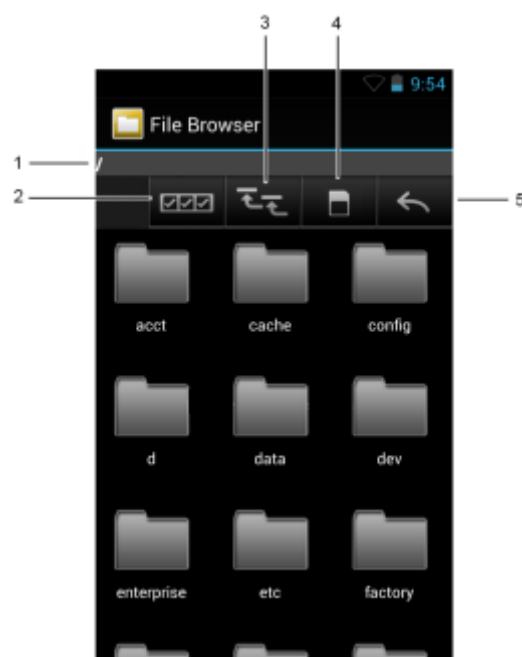 3 4
9:54
File Browser
1 /
2 5
acct cache config
d data dev
enterprise etc factory